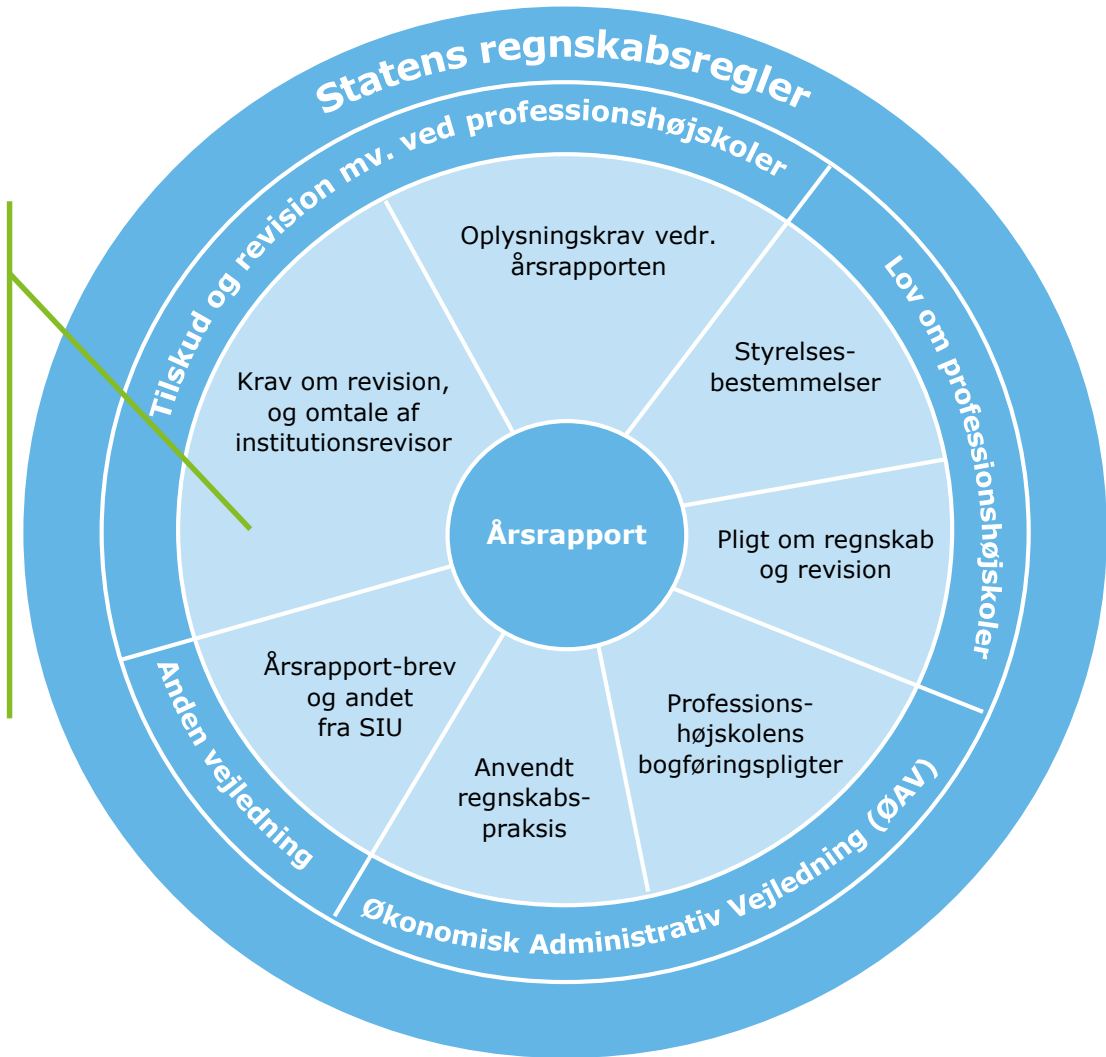 Statens regnskabsregler
Tilskud og revision mv. ved professionshøjskoler
Oplysningskrav vedr.
årsrapporten
Lov om professionshøjskoler
Styrelses-
bestemmelser
Krav om revision,
og omtale af
institutionsrevisor
Årsrapport
Pligt om regnskab
og revision
Årsrapport-brev
og andet
fra SIU
Professions-
højskolens
bogføringspligter
Anvendt
regnskabs-
praksis
Anden vejledning
Økonomisk Administrativ Vejledning (ØAV)